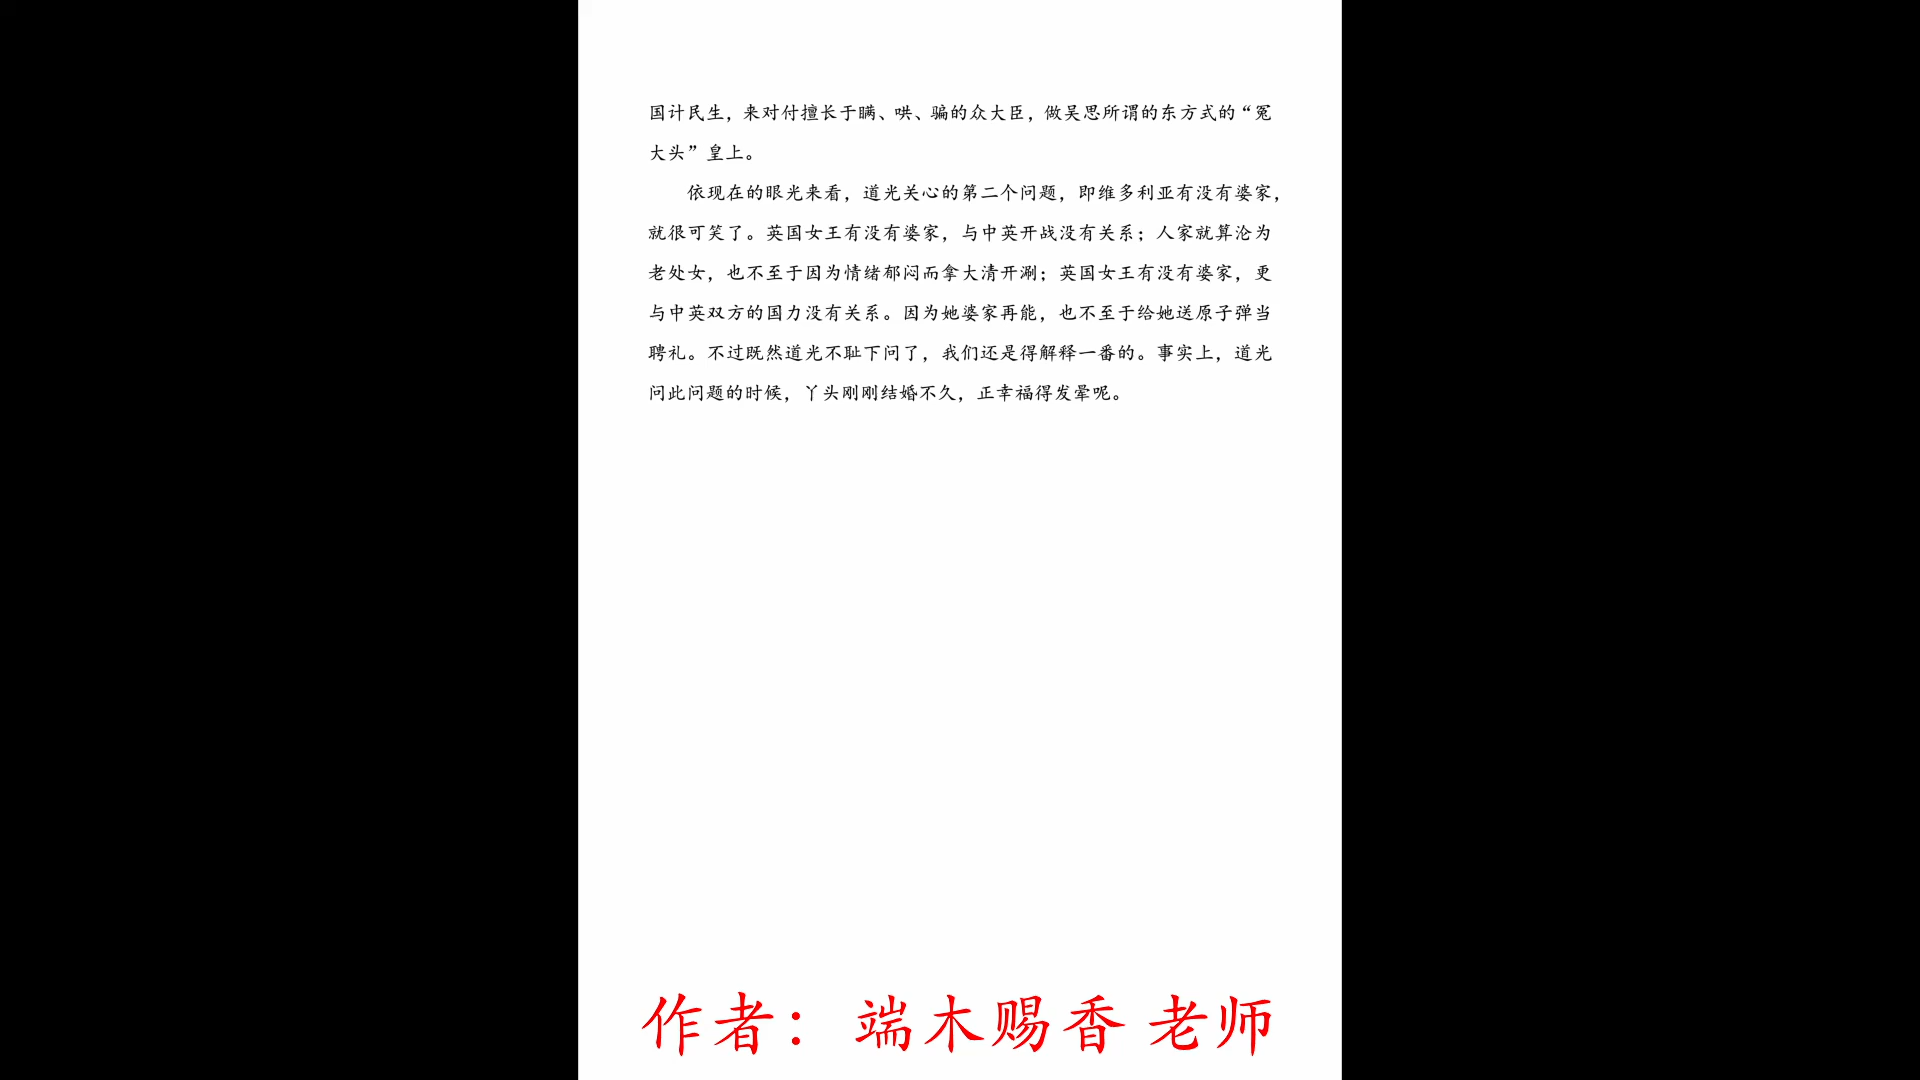 国计民生，来对付擅长于瞒、哄、骗的众大臣，做吴思所谓的东方式的“冤
大头”皇上。
依现在的眼光来看，道光关心的第二个问题，即维多利亚有没有婆家，
就很可笑了。英国女王有没有婆家，与中英开战没有关系；人家就算沦为
老处女，也不至于因为情绪郁闷而拿大清开涮；英国女王有没有婆家，更
与中英双方的国力没有关系。因为她婆家再能，也不至于给她送原子弹当
聘礼。不过既然道光不耻下问了，我们还是得解释一番的。事实上，道光
问此问题的时候，丫头刚刚结婚不久，正幸福得发晕呢。
作者：端木赐香 老师